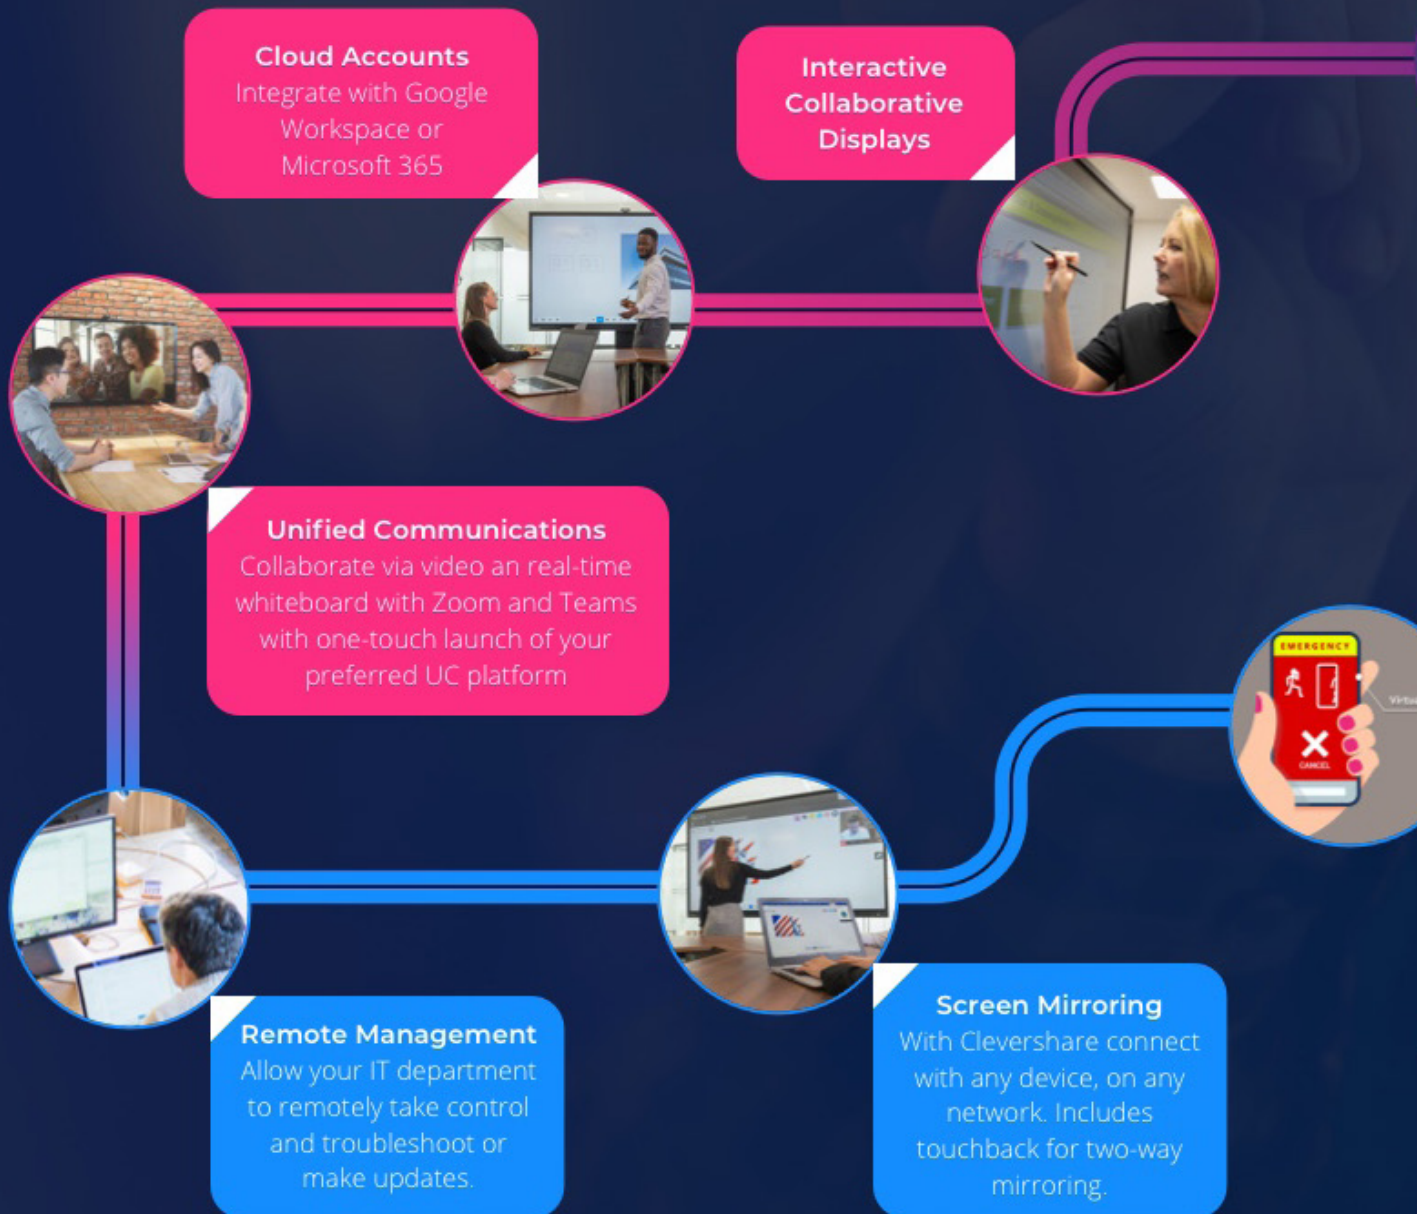 Cloud Accounts
Integrate with Google
Workspace or
Microsoft 365
Interactive
Collaborative
Displays
Unified Communications
Collaborate via video an real-time
whiteboard with Zoom and Teams
with one-touch launch of your
preferred UC platform
EMERGENCY
CANCEL
Remote Management
Allow your IT department
to remotely take control
and troubleshoot or
make updates.
Screen Mirroring
With Clevershare connect
with any device, on any
network. Includes
touchback for two-way
mirroring.